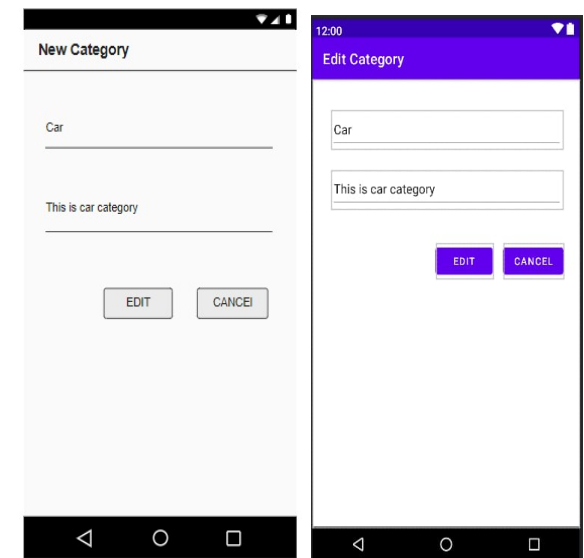 New Category
Car
This is car category
EDIT
CANCEl
12:00
Edit Category
Car
This is car category
EDIT
CANCEL